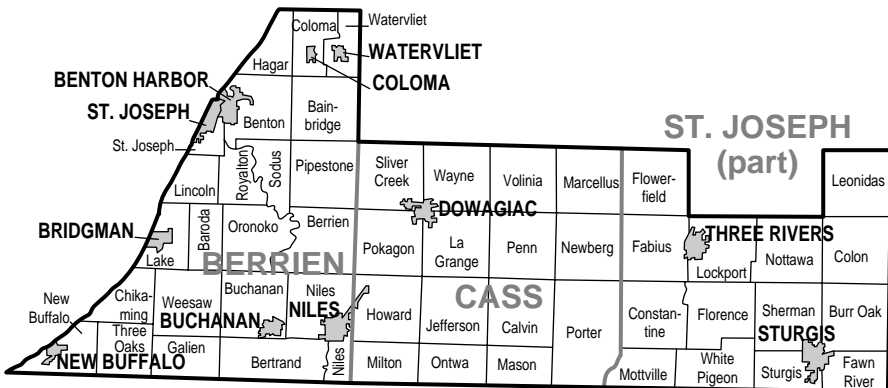 Coloma
Watervliet
WATERVLIET
Hagar
COLOMA
BENTON HARBOR
ST. JOSEPH
Benton
Bain-
bridge
ST. JOSEPH
(part)
St. Joseph
Royalton
Sodus
Pipestone
Sliver
Creek
Wayne
Volinia
Marcellus
Flower-
field
Leonidas
Lincoln
BRIDGMAN
Baroda
Oronoko
Berrien
DOWAGIAC
Pokagon
La
Grange
Penn
Newberg
Fabius
THREE RIVERS
Lockport
Nottawa
Colon
Lake
BERRIEN
CASS
New
Buffalo
Chika-
ming
Weesaw
Buchanan
Niles
NILES
BUCHANAN
Howard
Jefferson
Calvin
Porter
Constan-
tine
Florence
Sherman
Burr Oak
STURGIS
Three
Oaks
NEW BUFFALO
Galien
Bertrand
Niles
Milton
Ontwa
Mason
Mottville
White
Pigeon
Sturgis
Fawn
River